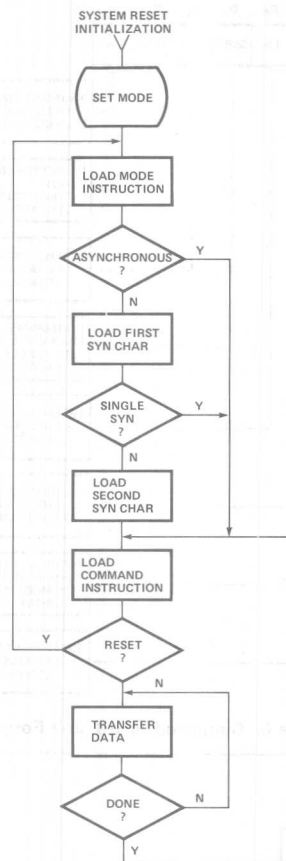 SYSTEM RESET
INITIALIZATION
SET MODE
LOAD MODE
INSTRUCTION
ASYNCHRONOUS
?
Y
N
LOAD FIRST
SYN CHAR
SINGLE
SYN
?
Y
N
LOAD
SECOND
SYN CHAR
LOAD
COMMAND
INSTRUCTION
Y
RESET
?
N
TRANSFER
DATA
DONE
?
N
Y